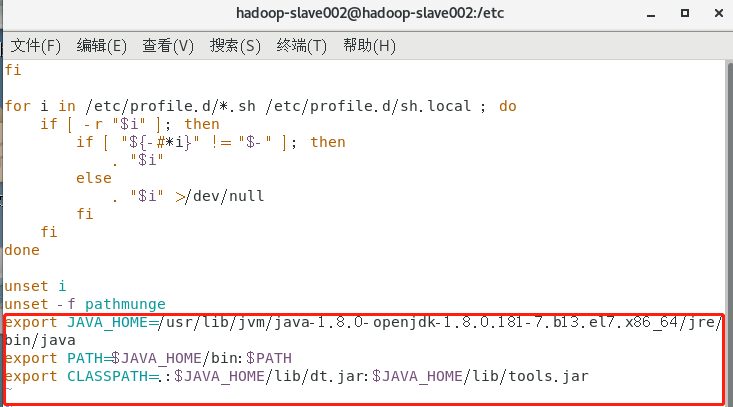 hadoop-slave002@hadoop-slave002:/etc
文件(F) 编辑(E) 查看(V) 搜索(S) 终端(T) 帮助(H)
fi
for i in /etc/profile.d/*.sh /etc/profile.d/sh.local ; do
    if [ -r "$i" ]; then
        if [ "${-#*i}" != "$-" ]; then
            . "$i"
        else
            . "$i" >/dev/null
        fi
    fi
done
unset i
unset -f pathmunge
export JAVA_HOME=/usr/lib/jvm/java-1.8.0-openjdk-1.8.0.181-7.b13.el7.x86_64/jre/
bin/java
export PATH=$JAVA_HOME/bin:$PATH
export CLASSPATH=.:$JAVA_HOME/lib/dt.jar:$JAVA_HOME/lib/tools.jar
~